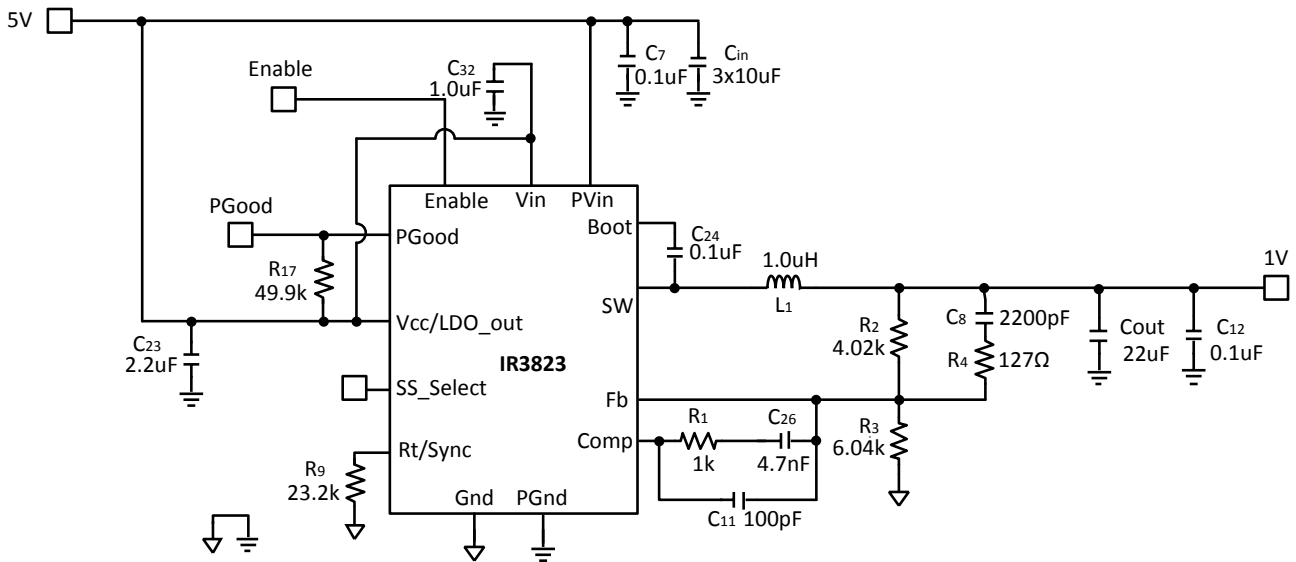 5V
C7
0.1uF
Cin
3x10uF
C32
1.0uF
Enable
Enable
Vin
PVin
PGood
PGood
Boot
C24
0.1uF
R17
49.9k
1.0uH
L1
1V
SW
Vcc/LDO_out
C23
2.2uF
IR3823
R2
4.02k
C8
2200pF
R4
127Ω
Cout
22uF
C12
0.1uF
SS_Select
Fb
R1
1k
C26
4.7nF
R3
6.04k
Comp
Rt/Sync
R9
23.2k
Gnd
PGnd
C11
100pF